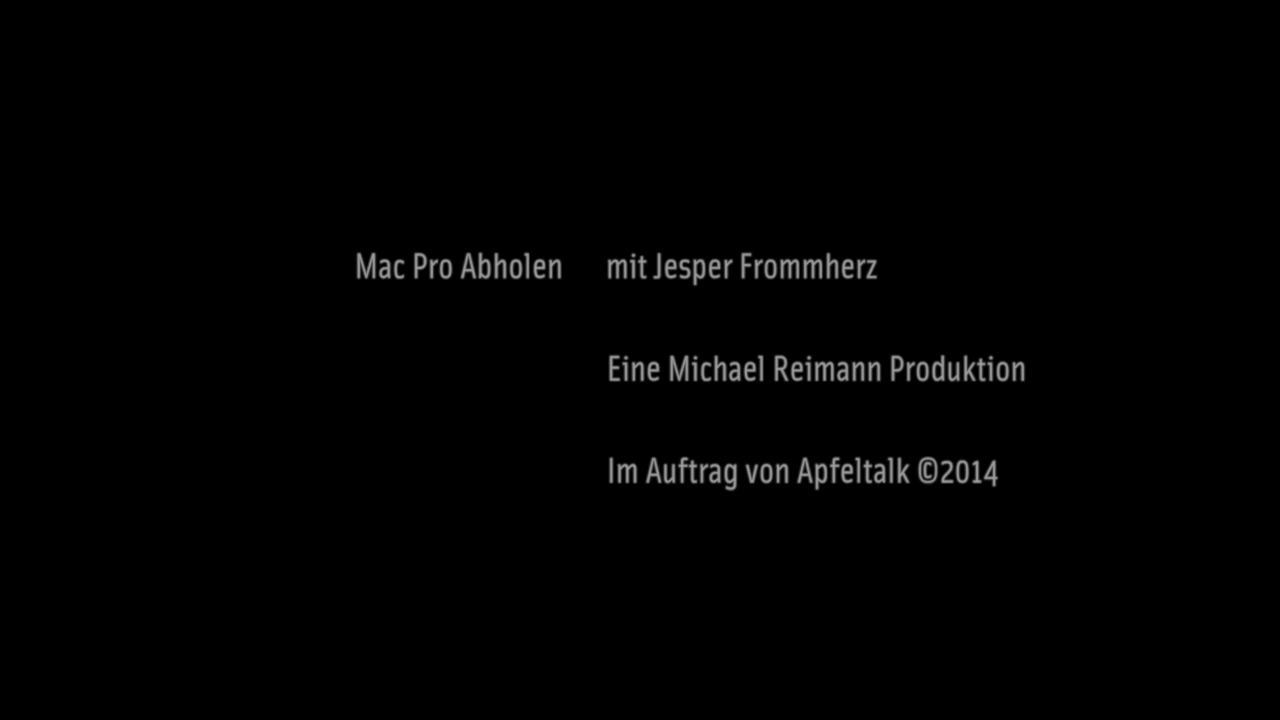 Mac Pro Abholen mit Jesper Frommherz
Eine Michael Reimann Produktion
Im Auftrag von Apfeltalk ©2014